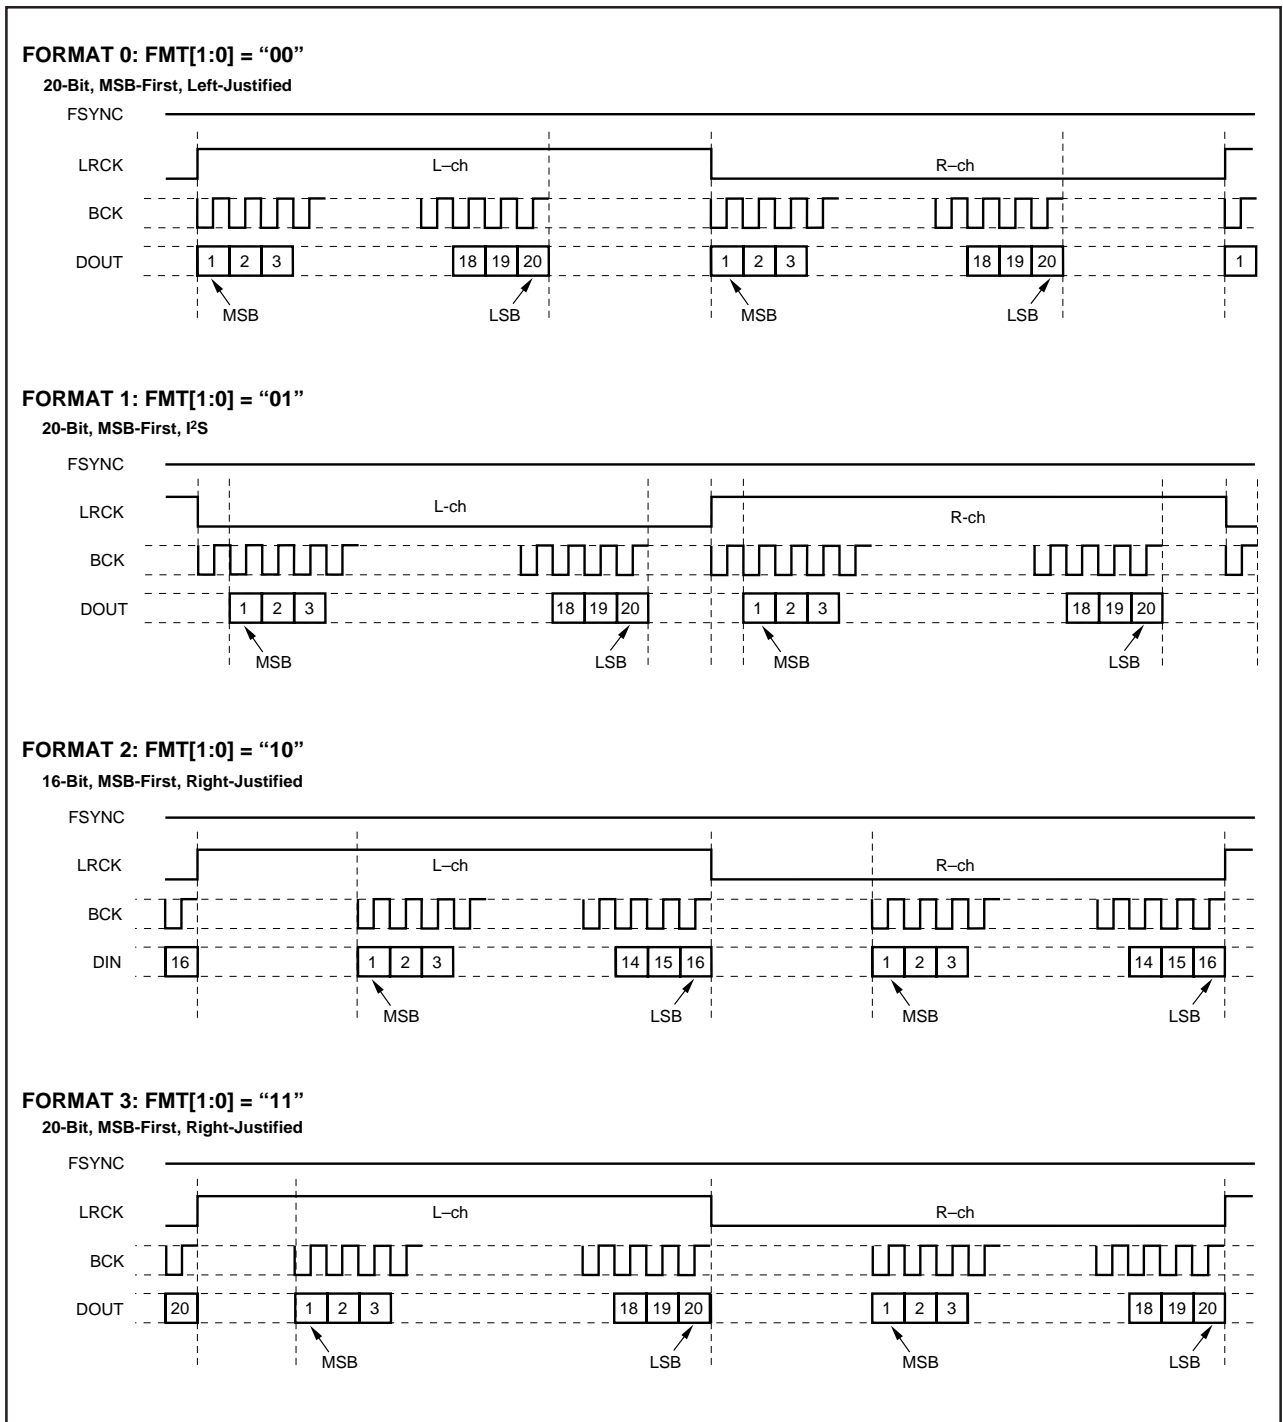 FORMAT 0: FMT[1:0] = “00”
20-Bit, MSB-First, Left-Justified
FSYNC
LRCK L–ch R–ch
BCK
DOUT 1 2 3 18 19 20 1 2 3 18 19 20 1
MSB LSB MSB LSB
FORMAT 1: FMT[1:0] = “01”
20-Bit, MSB-First, I²S
FSYNC
LRCK L-ch R-ch
BCK
DOUT 1 2 3 18 19 20 1 2 3 18 19 20
MSB LSB MSB LSB
FORMAT 2: FMT[1:0] = “10”
16-Bit, MSB-First, Right-Justified
FSYNC
LRCK L–ch R–ch
BCK
DIN 16 1 2 3 14 15 16 1 2 3 14 15 16
MSB LSB MSB LSB
FORMAT 3: FMT[1:0] = “11”
20-Bit, MSB-First, Right-Justified
FSYNC
LRCK L–ch R–ch
BCK
DOUT 20 1 2 3 18 19 20 1 2 3 18 19 20
MSB LSB MSB LSB